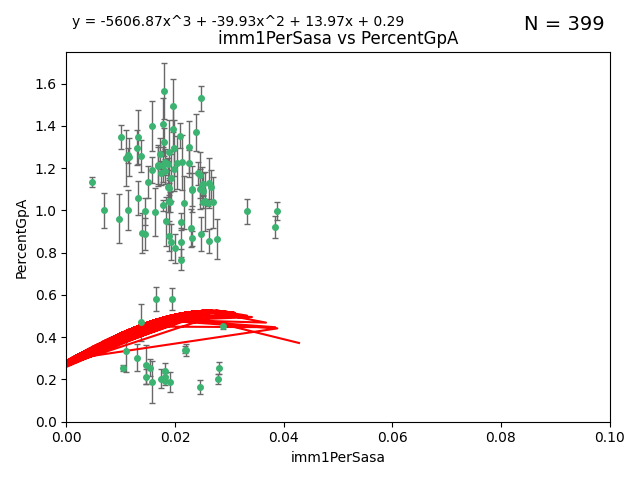 y = -5606.87x^3 + -39.93x^2 + 13.97x + 0.29
N = 399
imm1PerSasa vs PercentGpA
PercentGpA
1.6
1.4
1.2
1.0
0.8
0.6
0.4
0.2
0.0
0.00 0.02 0.04 0.06 0.08 0.10
imm1PerSasa